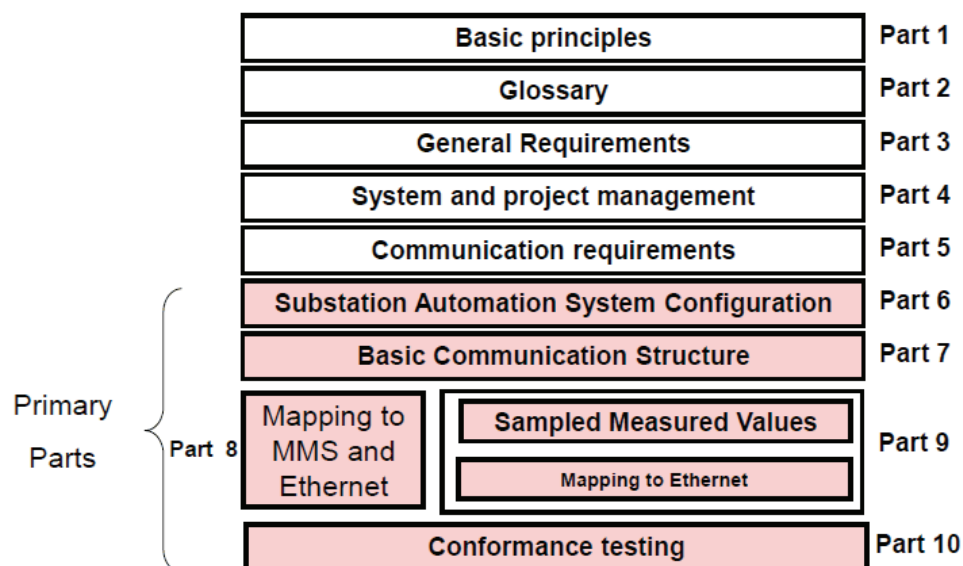 Basic principles Part 1
Glossary Part 2
General Requirements Part 3
System and project management Part 4
Communication requirements Part 5
Substation Automation System Configuration Part 6
Basic Communication Structure Part 7
Primary
Parts
Part 8
Mapping to
MMS and
Ethernet
Sampled Measured Values
Mapping to Ethernet
Part 9
Conformance testing Part 10